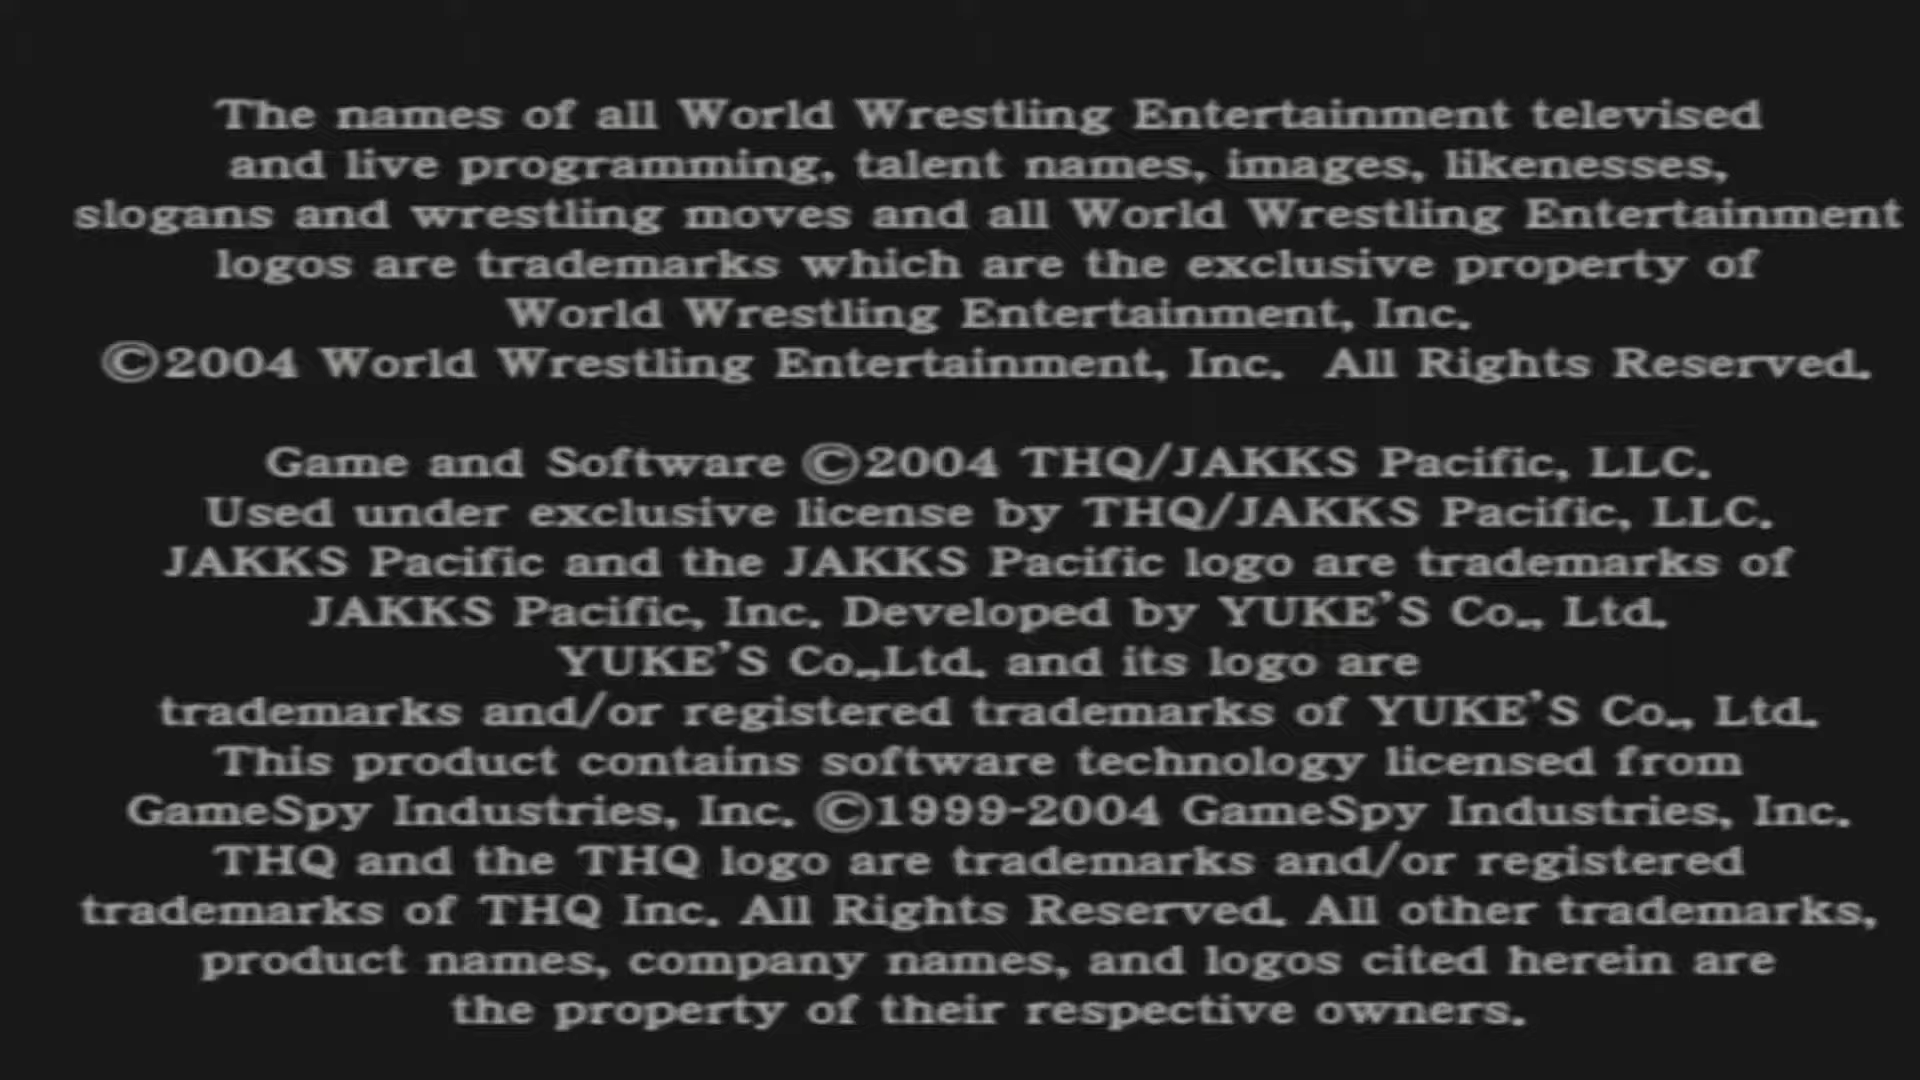 The names of all World Wrestling Entertainment televised
and live programming, talent names, images, likenesses,
slogans and wrestling moves and all World Wrestling Entertainment
logos are trademarks which are the exclusive property of
World Wrestling Entertainment, Inc.
©2004 World Wrestling Entertainment, Inc. All Rights Reserved.
Game and Software ©2004 THQ/JAKKS Pacific, LLC.
Used under exclusive license by THQ/JAKKS Pacific, LLC.
JAKKS Pacific and the JAKKS Pacific logo are trademarks of
JAKKS Pacific, Inc. Developed by YUKE'S Co., Ltd.
YUKE'S Co.,Ltd. and its logo are
trademarks and/or registered trademarks of YUKE'S Co., Ltd.
This product contains software technology licensed from
GameSpy Industries, Inc. ©1999-2004 GameSpy Industries, Inc.
THQ and the THQ logo are trademarks and/or registered
trademarks of THQ Inc. All Rights Reserved. All other trademarks,
product names, company names, and logos cited herein are
the property of their respective owners.